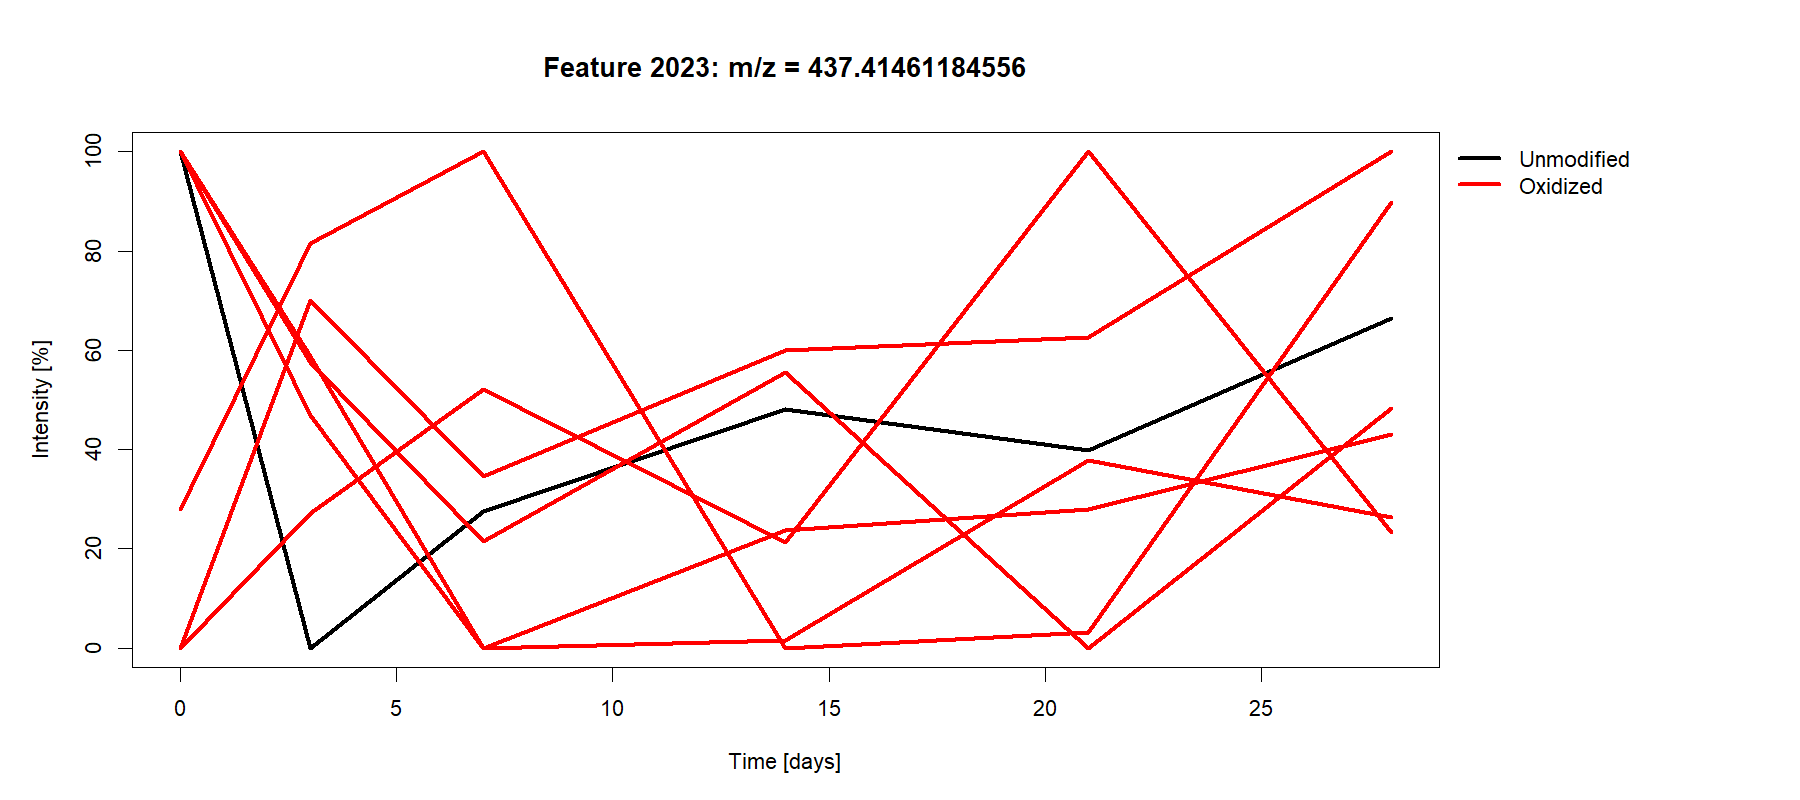 Feature 2023: m/z = 437.41461184556
Unmodified
Oxidized
Intensity [%]
100
80
60
40
20
0
0 5 10 15 20 25
Time [days]